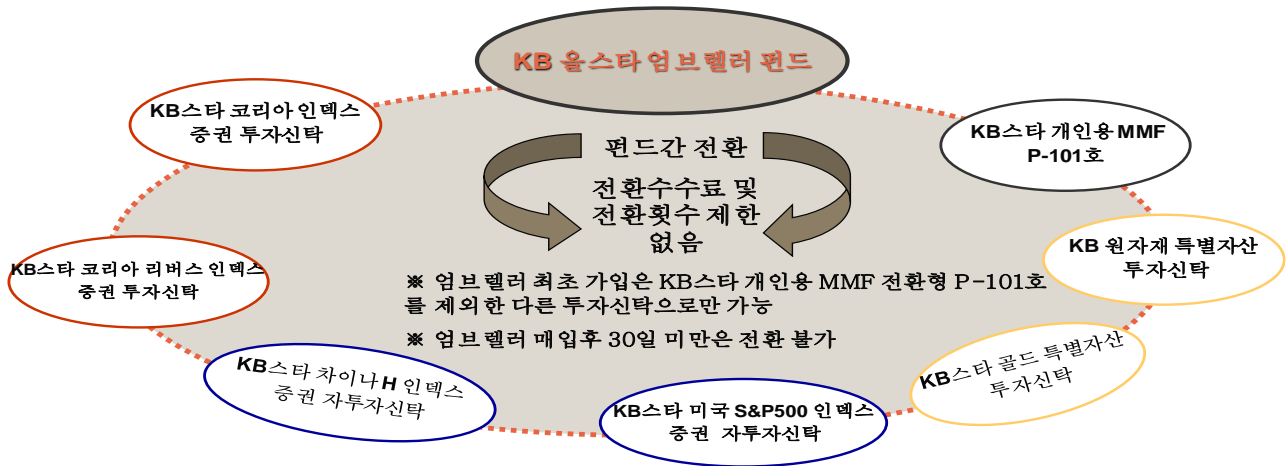 KB 올스타 엄브렐러 펀드
KB스타 코리아 인덱스
증권 투자신탁
KB스타 개인용 MMF
P-101호
펀드간 전환
전환수수료 및
전환횟수 제한
없음
KB스타 코리아 리버스 인덱스
증권 투자신탁
KB 원자재 특별자산
투자신탁
※ 엄브렐러 최초 가입은 KB스타 개인용 MMF 전환형 P-101호
를 제외한 다른 투자신탁으로만 가능
※ 엄브렐러 매입후 30일 미만은 전환 불가
KB스타 차이나H 인덱스
증권 자투자신탁
KB스타 미국 S&P500 인덱스
증권 자투자신탁
KB스타 골드 특별자산
투자신탁